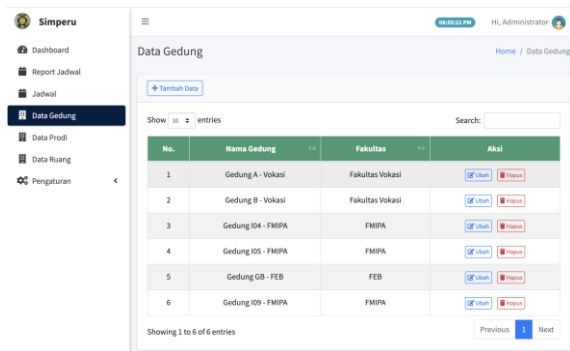 Simperu
08:55:23 PM
Hi, Administrator
Dashboard
Report Jadwal
Jadwal
Data Gedung
Data Prodi
Data Ruang
Pengaturan
Data Gedung
Home / Data Gedung
+ Tambah Data
Show 10 entries
Search:
No. Nama Gedung Fakultas Aksi
1 Gedung A - Vokasi Fakultas Vokasi Ubah Hapus
2 Gedung B - Vokasi Fakultas Vokasi Ubah Hapus
3 Gedung I04 - FMIPA FMIPA Ubah Hapus
4 Gedung I05 - FMIPA FMIPA Ubah Hapus
5 Gedung GB - FEB FEB Ubah Hapus
6 Gedung I09 - FMIPA FMIPA Ubah Hapus
Showing 1 to 6 of 6 entries
Previous 1 Next